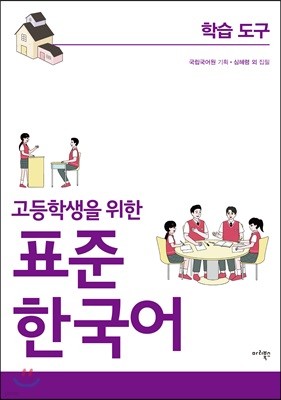 학습 도구
국립국어원 기획 • 심혜령 외 집필
고등학생을 위한
표준
한국어
마리북스